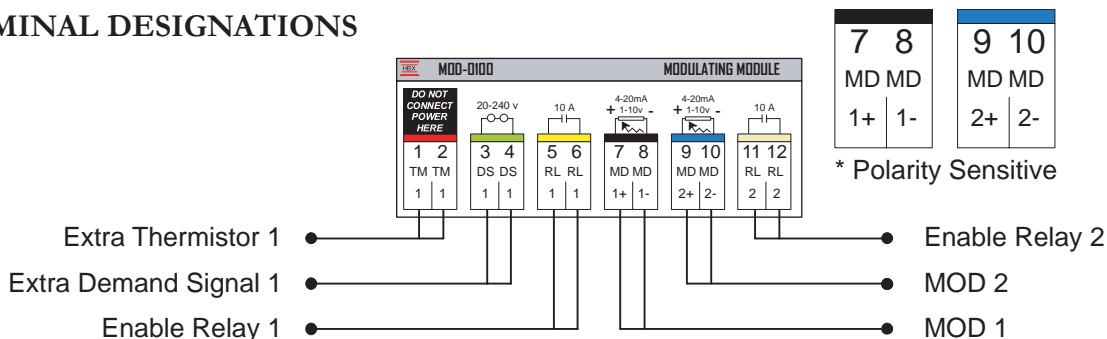 MINAL DESIGNATIONS
HBX MOD-0100 MODULATING MODULE
DO NOT
CONNECT
POWER
HERE
20-240 v
10 A
4-20mA
+ 1-10v -
4-20mA
+ 1-10v -
10 A
1 2 3 4 5 6 7 8 9 10 11 12
TM TM DS DS RL RL MD MD MD MD RL RL
1 1 1 1 1 1 1+ 1- 2+ 2- 2 2
7 8 9 10
MD MD MD MD
1+ 1- 2+ 2-
* Polarity Sensitive
Extra Thermistor 1
Extra Demand Signal 1
Enable Relay 1
Enable Relay 2
MOD 2
MOD 1